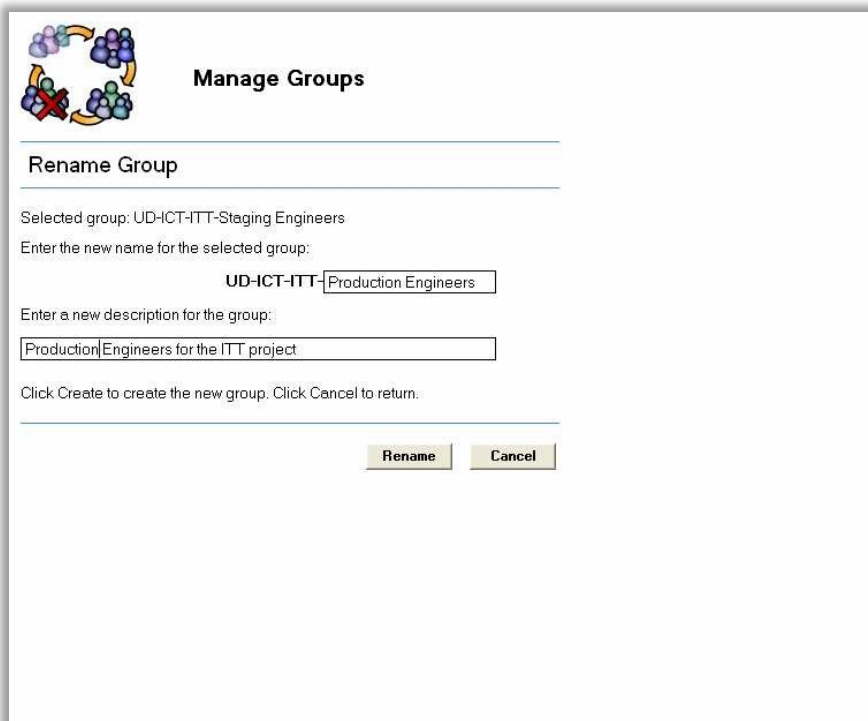 Manage Groups
Rename Group
Selected group: UD-ICT-ITT-Staging Engineers
Enter the new name for the selected group:
UD-ICT-ITT- Production Engineers
Enter a new description for the group:
Production Engineers for the ITT project
Click Create to create the new group. Click Cancel to return.
Rename Cancel